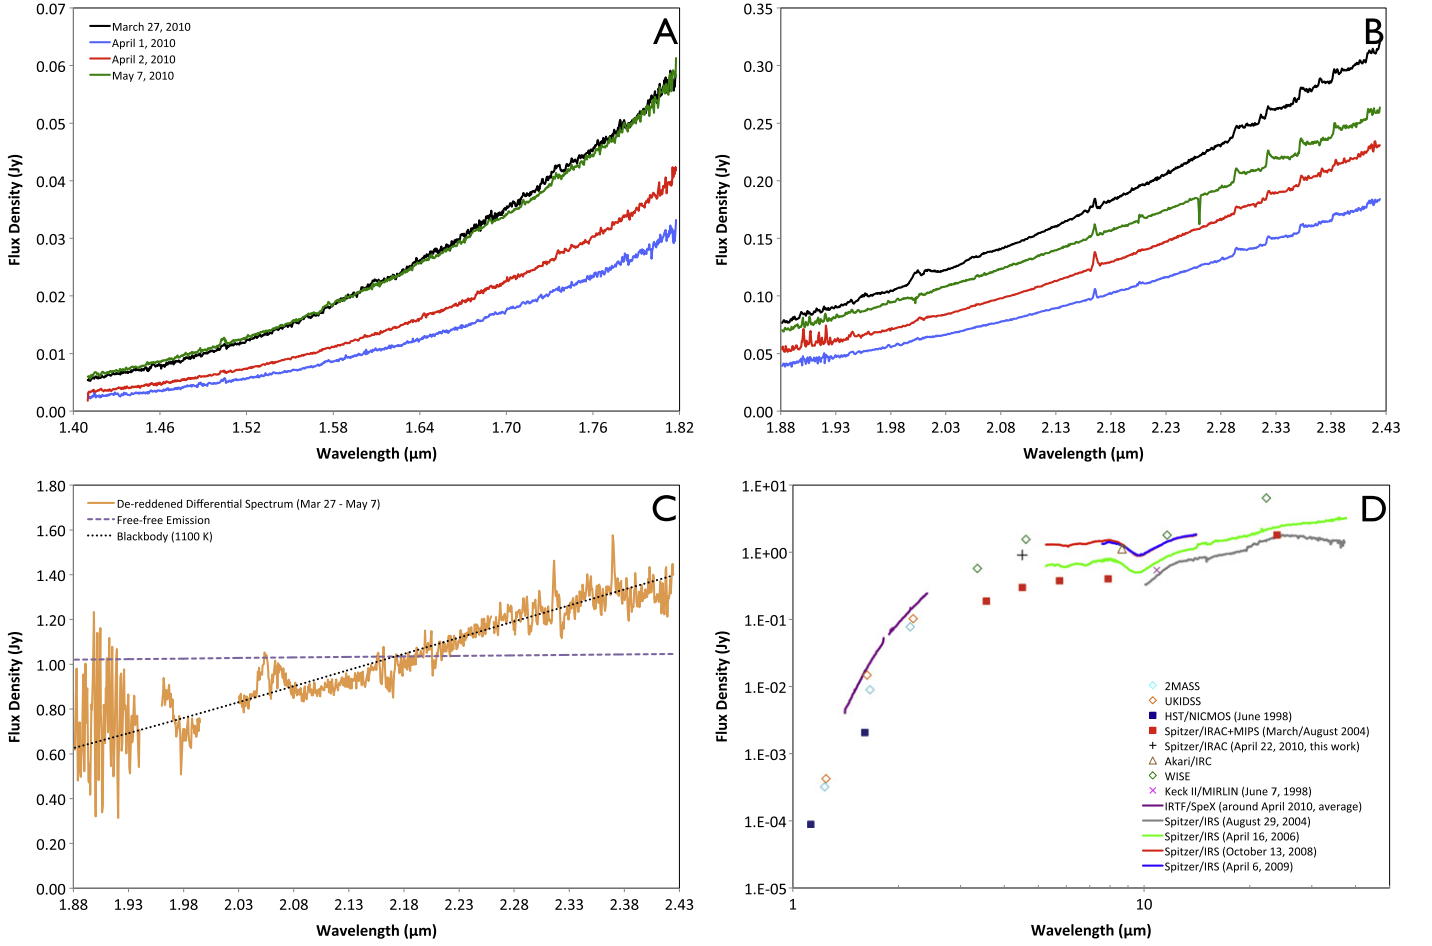 A
0.07
0.06
0.05
0.04
0.03
0.02
0.01
0.00
Flux Density (Jy)
March 27, 2010
April 1, 2010
April 2, 2010
May 7, 2010
1.40 1.46 1.52 1.58 1.64 1.70 1.76 1.82
Wavelength (μm)
B
0.35
0.30
0.25
0.20
0.15
0.10
0.05
0.00
Flux Density (Jy)
1.88 1.93 1.98 2.03 2.08 2.13 2.18 2.23 2.28 2.33 2.38 2.43
Wavelength (μm)
C
1.80
1.60
1.40
1.20
1.00
0.80
0.60
0.40
0.20
0.00
Flux Density (Jy)
De-reddened Differential Spectrum (Mar 27 - May 7)
Free-free Emission
Blackbody (1100 K)
1.88 1.93 1.98 2.03 2.08 2.13 2.18 2.23 2.28 2.33 2.38 2.43
Wavelength (μm)
D
1.E+01
1.E+00
1.E-01
1.E-02
1.E-03
1.E-04
1.E-05
Flux Density (Jy)
2MASS
UKIDSS
HST/NICMOS (June 1998)
Spitzer/IRAC+MIPS (March/August 2004)
Spitzer/IRAC (April 22, 2010, this work)
Akari/IRC
WISE
Keck II/MIRLIN (June 7, 1998)
IRTF/SpeX (around April 2010, average)
Spitzer/IRS (August 29, 2004)
Spitzer/IRS (April 16, 2006)
Spitzer/IRS (October 13, 2008)
Spitzer/IRS (April 6, 2009)
1 10
Wavelength (μm)